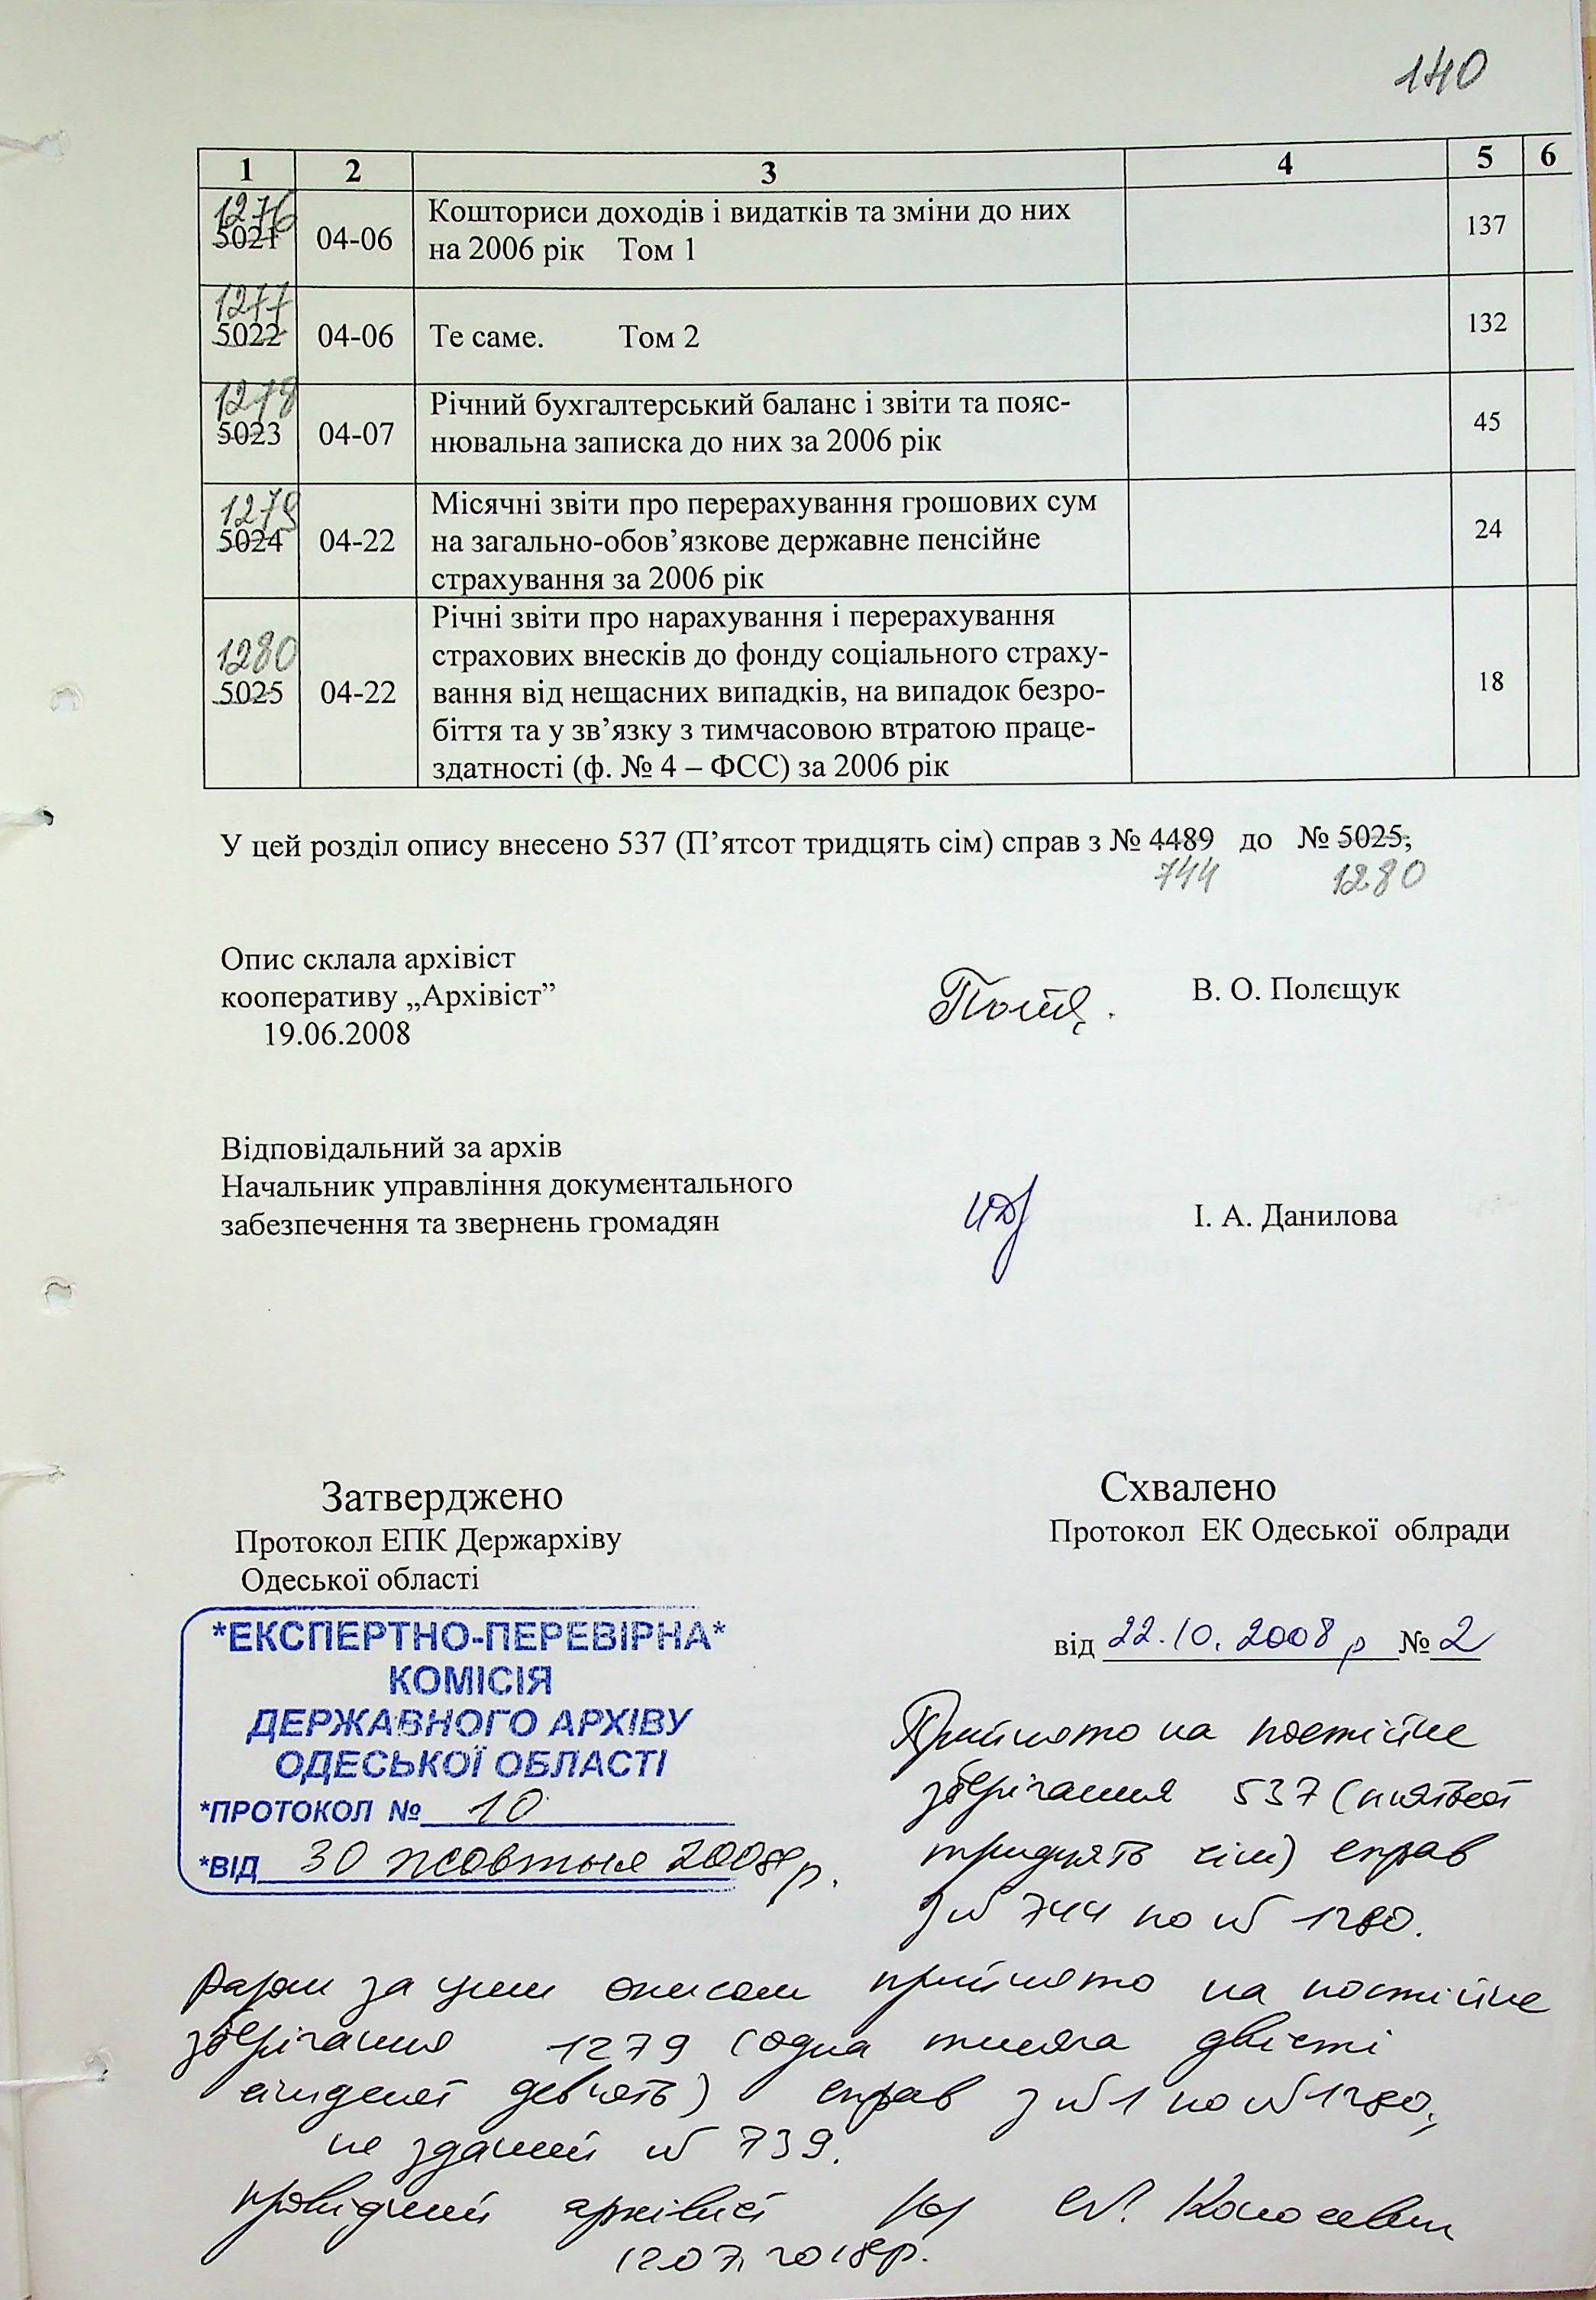 140
1 2 3 4 5 6
1276
5021 04-06 Кошториси доходів і видатків та зміни до них 137
на 2006 рік Том 1
1277
5022 04-06 Те саме. Том 2 132
1278
5023 04-07 Річний бухгалтерський баланс і звіти та пояс- 45
нювальна записка до них за 2006 рік
1279
5024 04-22 Місячні звіти про перерахування грошових сум 24
на загально-обов’язкове державне пенсійне
страхування за 2006 рік
1280
5025 04-22 Річні звіти про нарахування і перерахування 18
страхових внесків до фонду соціального страху-
вання від нещасних випадків, на випадок безро-
біття та у зв’язку з тимчасовою втратою праце-
здатності (ф. № 4 – ФСС) за 2006 рік
У цей розділ опису внесено 537 (П’ятсот тридцять сім) справ з № 4489 до № 5025;
744 1280
Опис склала архівіст
кооперативу „Архівіст”
В. О. Полєщук
19.06.2008
Відповідальний за архів
Начальник управління документального
забезпечення та звернень громадян
І. А. Данилова
Затверджено
Протокол ЕПК Держархіву
Одеської області
*ЕКСПЕРТНО-ПЕРЕВІРНА*
КОМІСІЯ
ДЕРЖАВНОГО АРХІВУ
ОДЕСЬКОЇ ОБЛАСТІ
*ПРОТОКОЛ № 10
*ВІД 30 жовтня 2008р.
Схвалено
Протокол ЕК Одеської облради
від 22.10.2008 р № 2
Прийнято на постійне
зберігання 537 (п'ятсот
тридцять сім) справ
з № 744 по № 1280.
Разом за цим описом прийнято на постійне
зберігання 1279 (одна тисяча двісті
сімдесят дев'ять) справ з № 1 по № 1280,
не зданий № 739.
провідний архівіст
12.07.2018р.